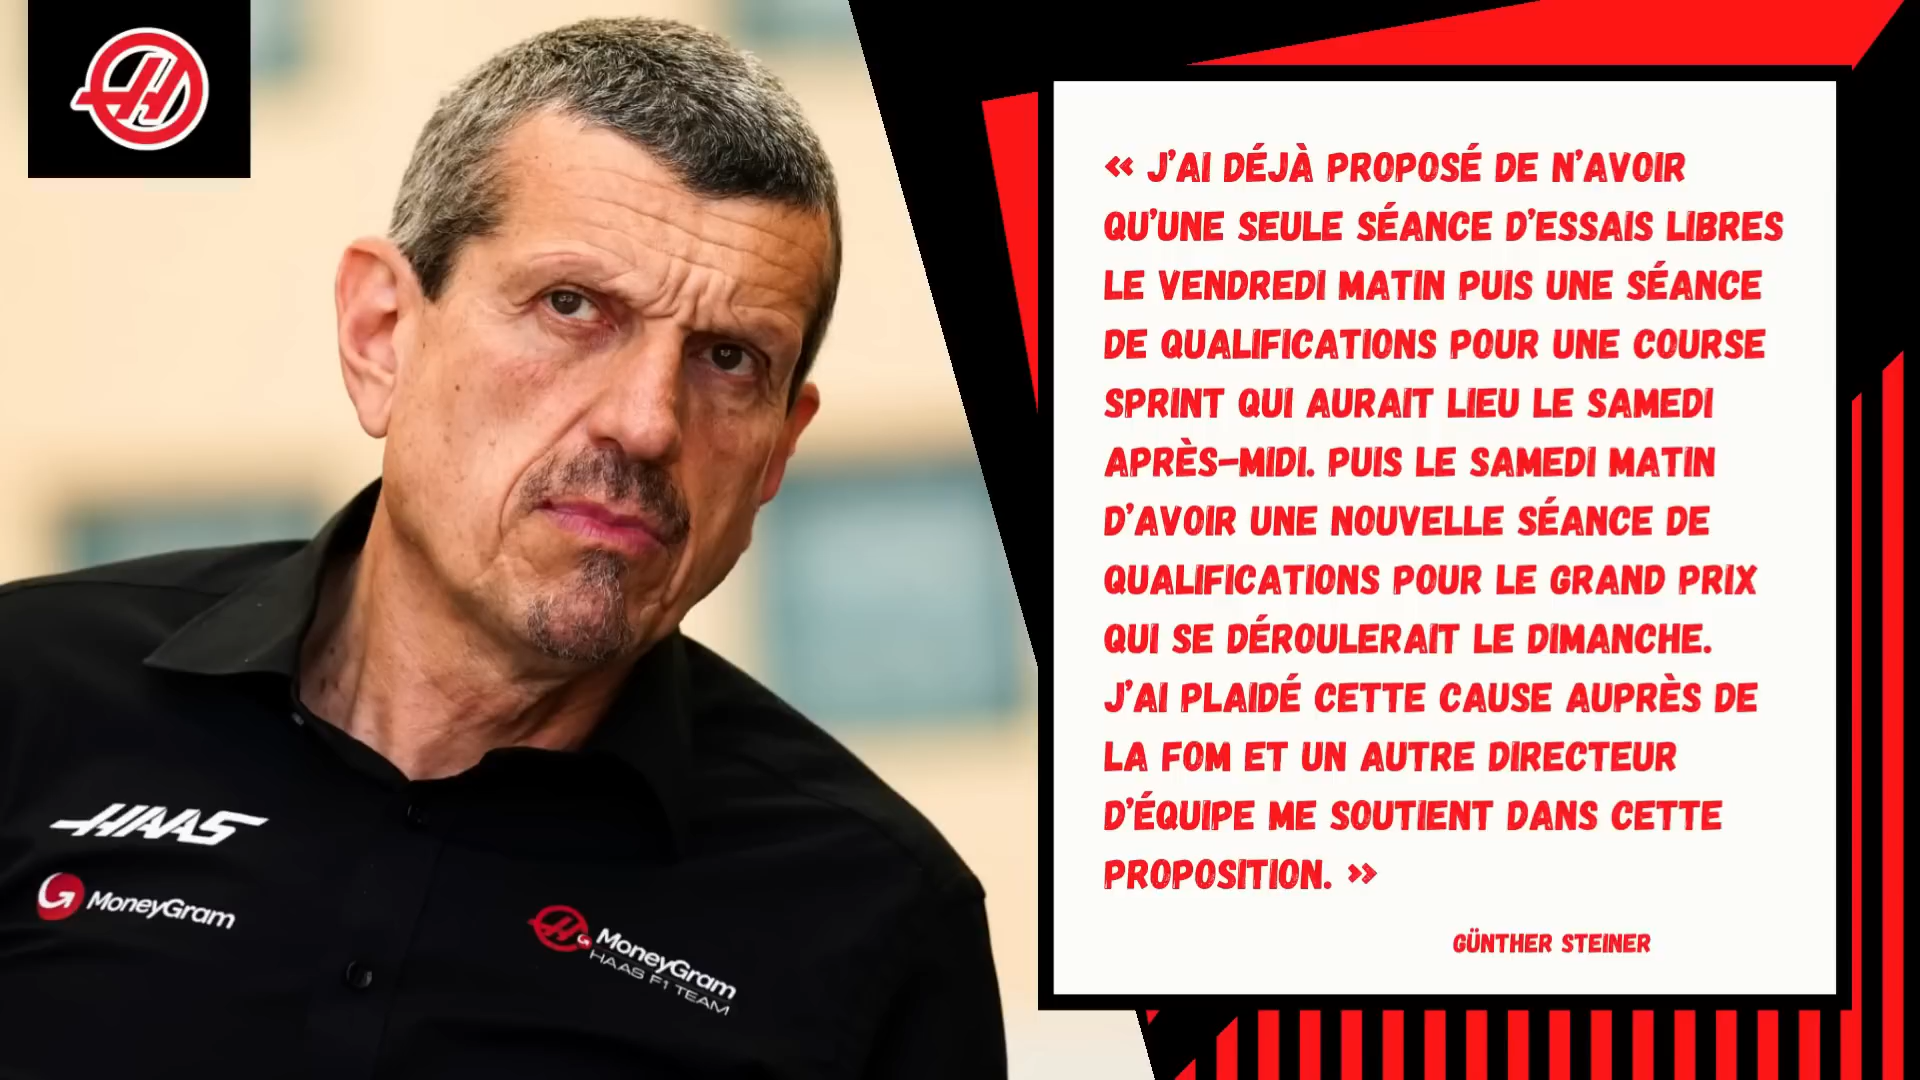 « J'AI DÉJÀ PROPOSÉ DE N'AVOIR
QU'UNE SEULE SÉANCE D'ESSAIS LIBRES
LE VENDREDI MATIN PUIS UNE SÉANCE
DE QUALIFICATIONS POUR UNE COURSE
SPRINT QUI AURAIT LIEU LE SAMEDI
APRÈS-MIDI. PUIS LE SAMEDI MATIN
D'AVOIR UNE NOUVELLE SÉANCE DE
QUALIFICATIONS POUR LE GRAND PRIX
QUI SE DÉROULERAIT LE DIMANCHE.
J'AI PLAIDÉ CETTE CAUSE AUPRÈS DE
LA FOM ET UN AUTRE DIRECTEUR
D'ÉQUIPE ME SOUTIENT DANS CETTE
PROPOSITION. »
GÜNTHER STEINER
HAAS
MoneyGram
MoneyGram
HAAS F1 TEAM